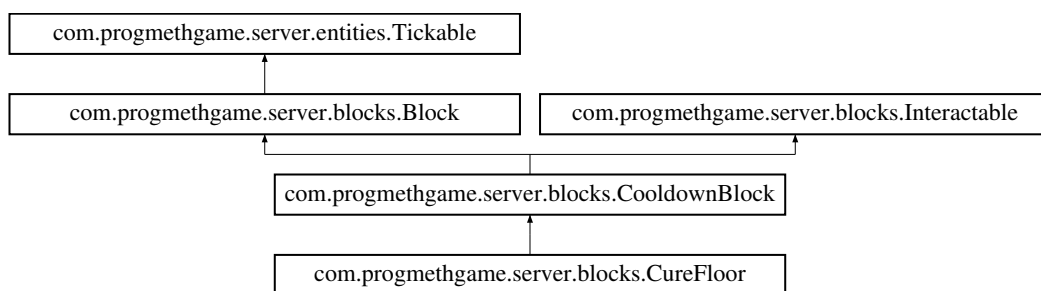 com.progmethgame.server.entities.Tickable
com.progmethgame.server.blocks.Block
com.progmethgame.server.blocks.Interactable
com.progmethgame.server.blocks.CooldownBlock
com.progmethgame.server.blocks.CureFloor